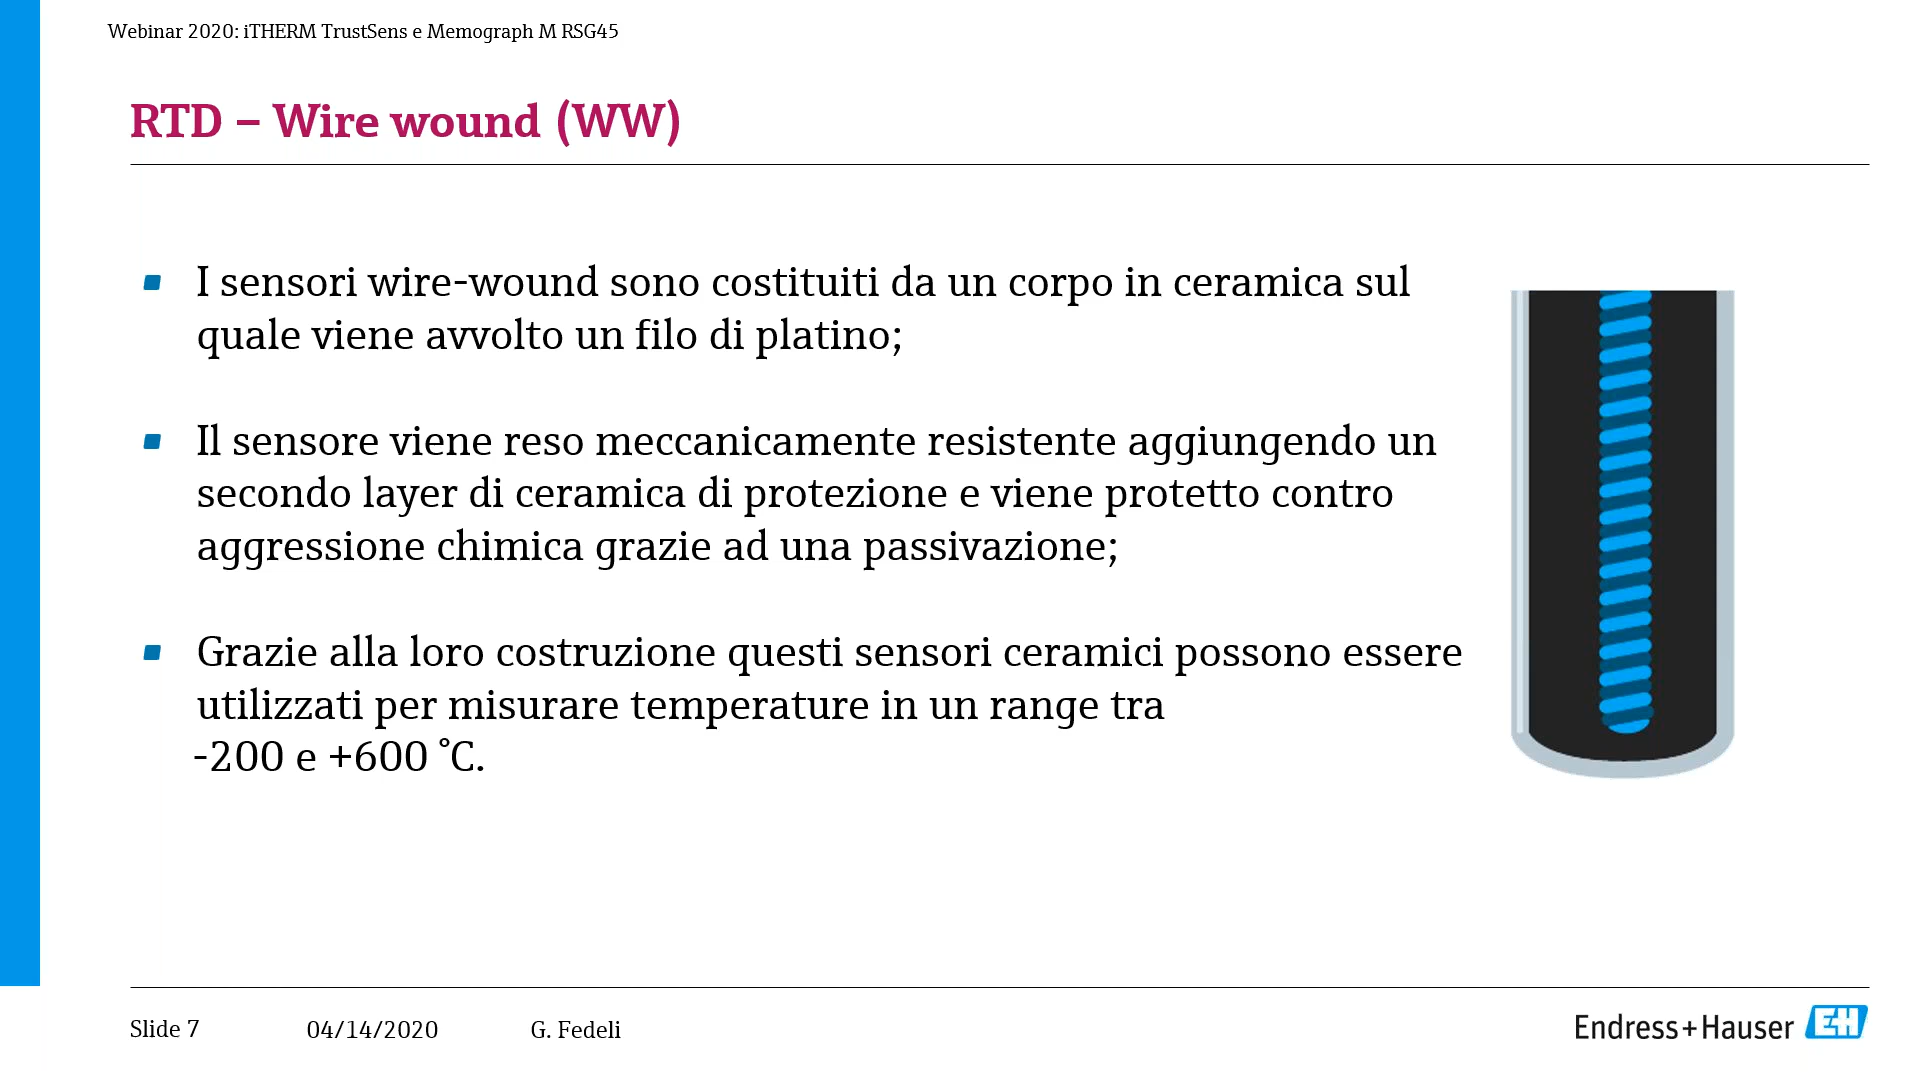 Webinar 2020: iTHERM TrustSens e Memograph M RSG45
RTD – Wire wound (WW)
I sensori wire-wound sono costituiti da un corpo in ceramica sul
quale viene avvolto un filo di platino;
Il sensore viene reso meccanicamente resistente aggiungendo un
secondo layer di ceramica di protezione e viene protetto contro
aggressione chimica grazie ad una passivazione;
Grazie alla loro costruzione questi sensori ceramici possono essere
utilizzati per misurare temperature in un range tra
-200 e +600 ˚C.
Slide 7 04/14/2020 G. Fedeli
Endress+Hauser EH